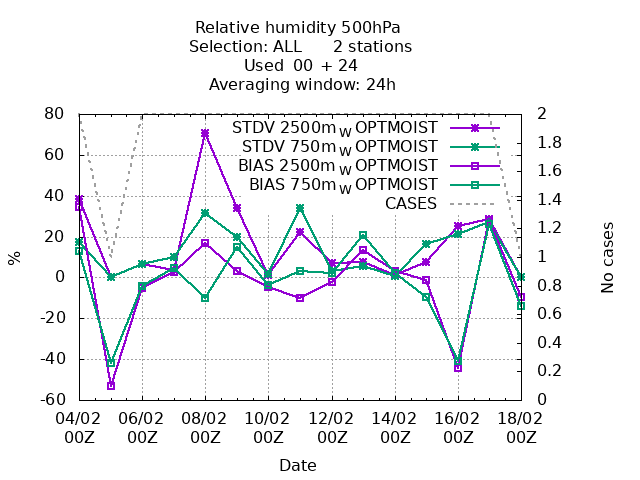 Relative humidity 500hPa
Selection: ALL 2 stations
Used 00 + 24
Averaging window: 24h
STDV 2500m W OPTMOIST
STDV 750m W OPTMOIST
BIAS 2500m W OPTMOIST
BIAS 750m W OPTMOIST
CASES
80
60
40
20
0
-20
-40
-60
%
2
1.8
1.6
1.4
1.2
1
0.8
0.6
0.4
0.2
0
No cases
04/02 06/02 08/02 10/02 12/02 14/02 16/02 18/02
00Z 00Z 00Z 00Z 00Z 00Z 00Z 00Z
Date